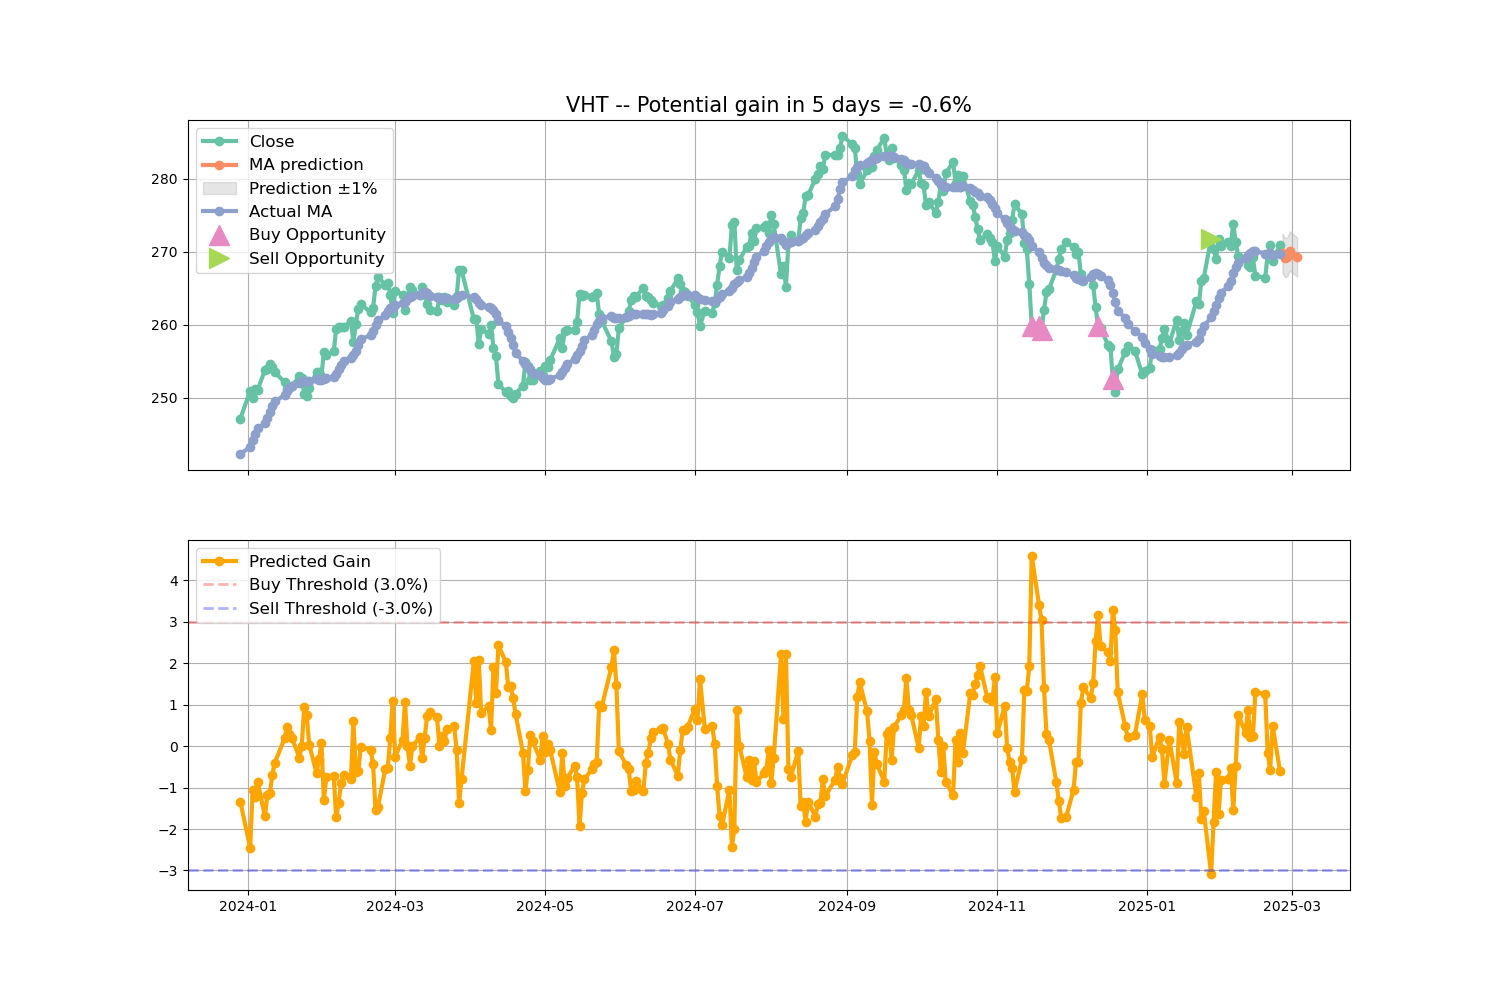 VHT -- Potential gain in 5 days = -0.6%
Close
MA prediction
Prediction ±1%
Actual MA
Buy Opportunity
Sell Opportunity
280
270
260
250
Predicted Gain
Buy Threshold (3.0%)
Sell Threshold (-3.0%)
4
3
2
1
0
−1
−2
−3
2024-01 2024-03 2024-05 2024-07 2024-09 2024-11 2025-01 2025-03